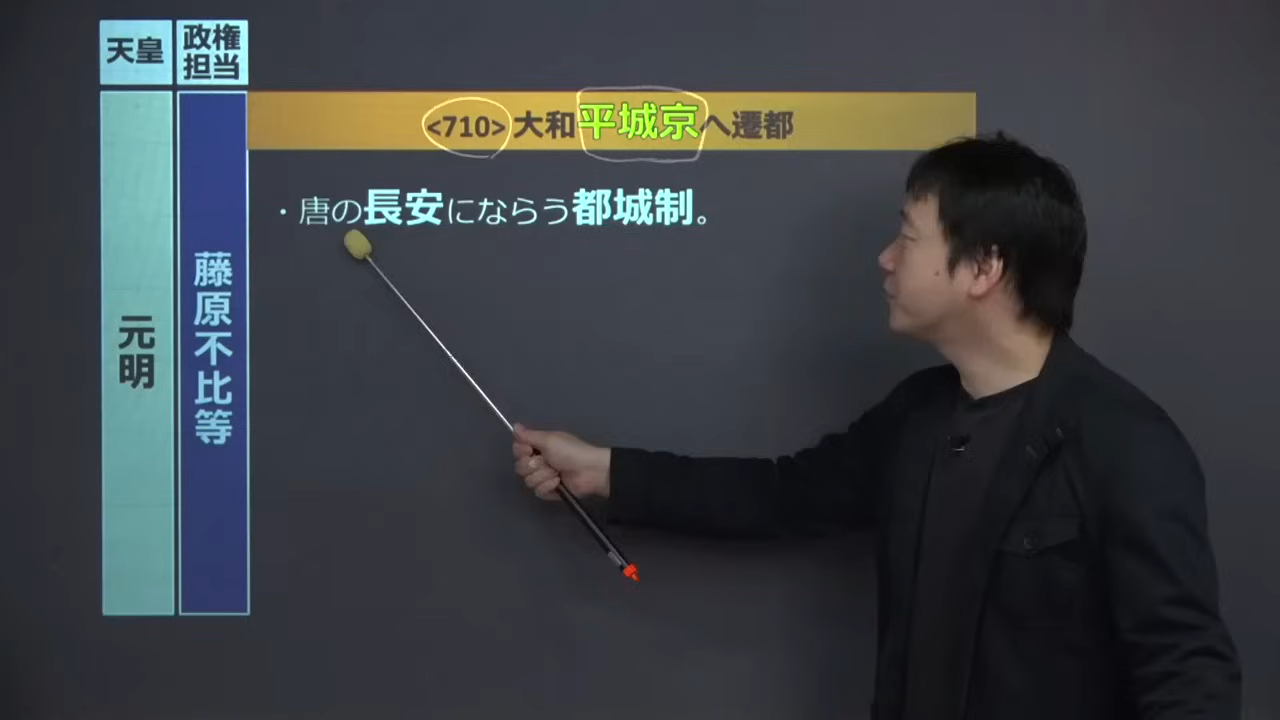 天皇
政権
担当
<710>大和平城京へ遷都
・唐の長安にならう都城制。
元明
藤原不比等